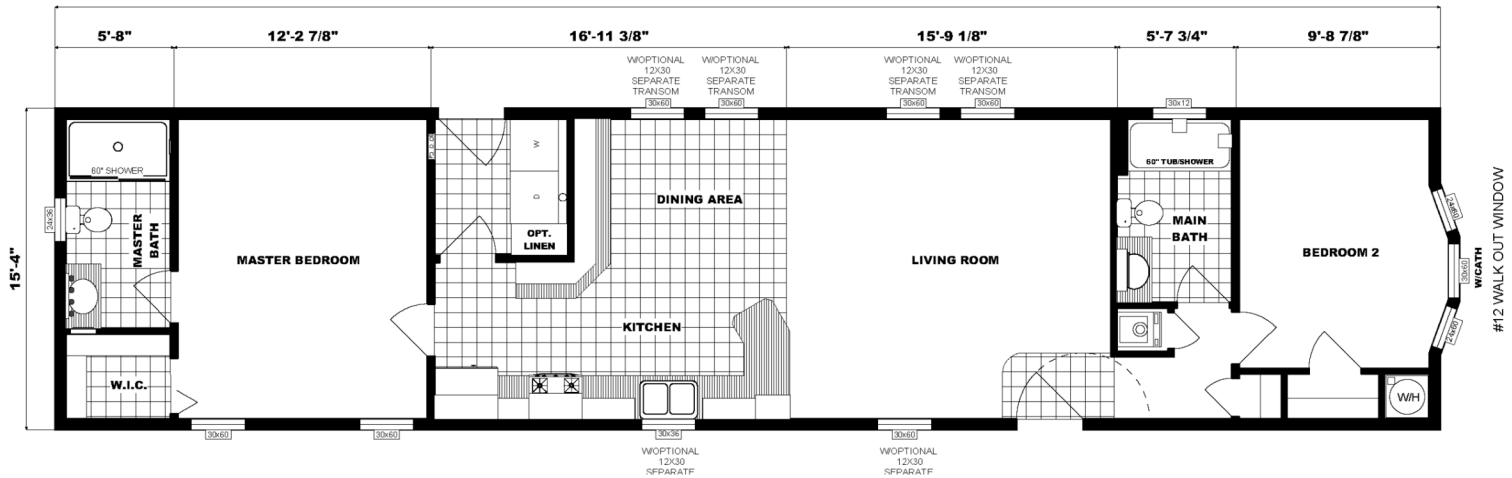 5'-8" 12'-2 7/8" 16'-11 3/8" 15'-9 1/8" 5'-7 3/4" 9'-8 7/8"
W/OPTIONAL
12X30
SEPARATE
TRANSOM
W/OPTIONAL
12X30
SEPARATE
TRANSOM
W/OPTIONAL
12X30
SEPARATE
TRANSOM
W/OPTIONAL
12X30
SEPARATE
TRANSOM
30x60
30x60
30x60
30x60
30x12
15'-4"
60" SHOWER
24x36
MASTER
BATH
MASTER BEDROOM
W.I.C.
W
D
OPT.
LINEN
DINING AREA
KITCHEN
LIVING ROOM
60" TUB/SHOWER
MAIN
BATH
BEDROOM 2
24x60
30x60
24x60
W/CATH
#12 WALK OUT WINDOW
W/H
30x60
30x60
30x36
30x60
W/OPTIONAL
12X30
SEPARATE
W/OPTIONAL
12X30
SEPARATE